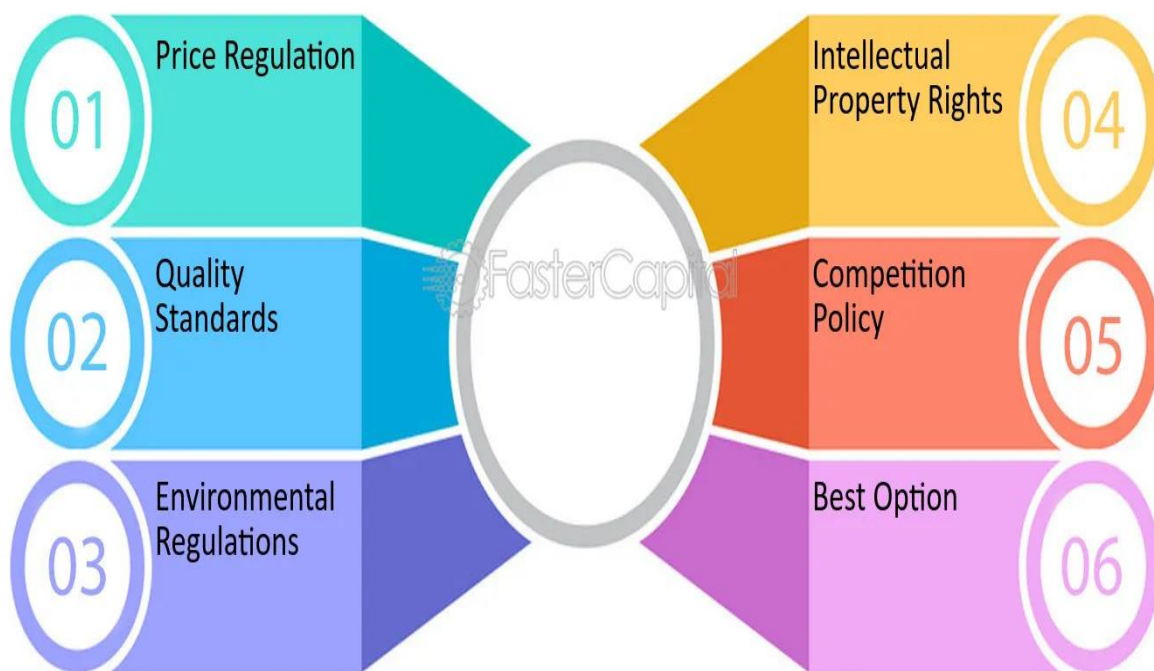 01
Price Regulation
02
Quality
Standards
03
Environmental
Regulations
FasterCapital
Intellectual
Property Rights
04
Competition
Policy
05
Best Option
06